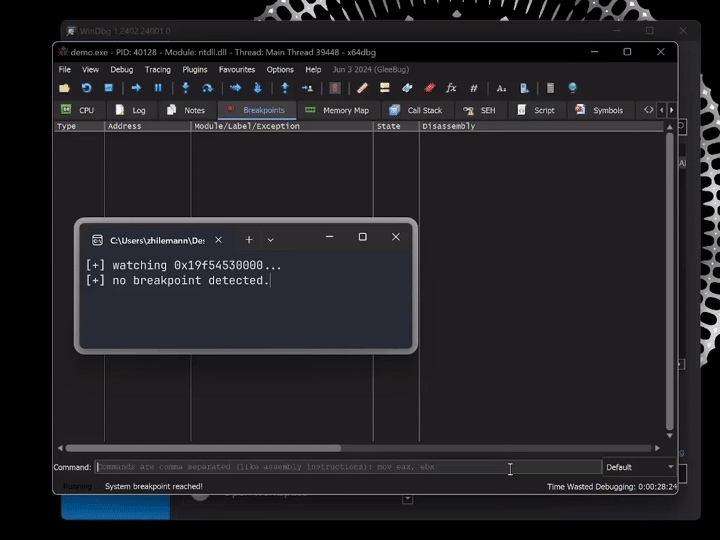 WinDbg 1.2402.24001.0
demo.exe - PID: 40128 - Module: ntdll.dll - Thread: Main Thread 39448 - x64dbg
File View Debug Tracing Plugins Favourites Options Help Jun 3 2024 (GleeBug)
CPU Log Notes Breakpoints Memory Map Call Stack SEH Script Symbols
Type Address Module/Label/Exception State Disassembly
C:\Users\zhilemann\De:
[+] watching 0x19f54530000...
[+] no breakpoint detected.
Command: Commands are comma separated (like assembly instructions): mov eax, ebx Default
Running System breakpoint reached! Time Wasted Debugging: 0:00:28:24